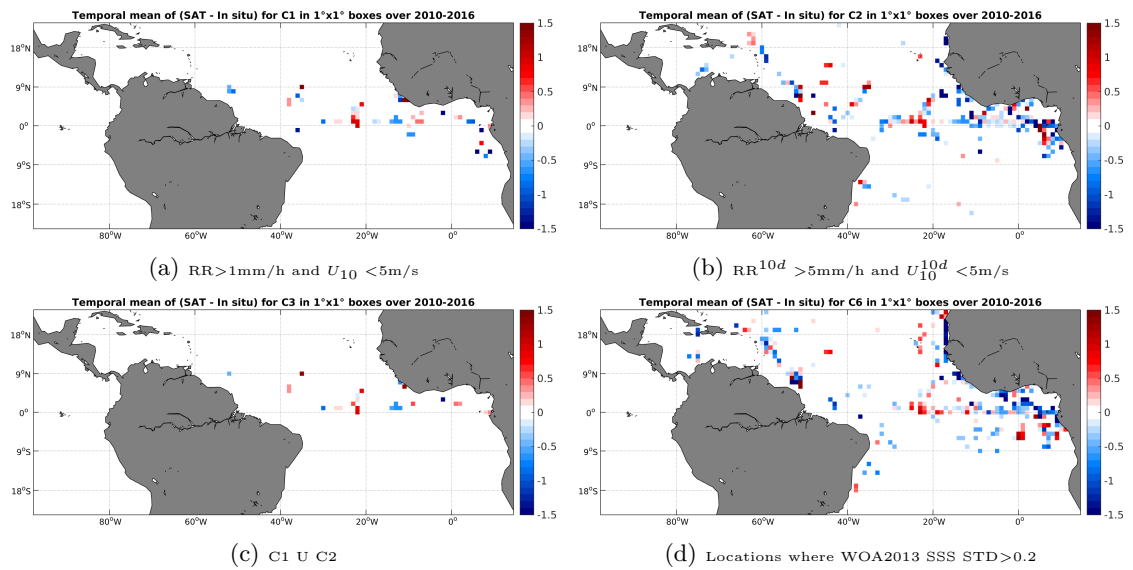 Temporal mean of (SAT - In situ) for C1 in 1°x1° boxes over 2010-2016
18°N
9°N
0°
9°S
18°S
80°W 60°W 40°W 20°W 0°
1.5
1
0.5
0
-0.5
-1
-1.5
(a) RR>1mm/h and U10 <5m/s
Temporal mean of (SAT - In situ) for C2 in 1°x1° boxes over 2010-2016
18°N
9°N
0°
9°S
18°S
80°W 60°W 40°W 20°W 0°
1.5
1
0.5
0
-0.5
-1
-1.5
(b) RR10d >5mm/h and U10 10d <5m/s
Temporal mean of (SAT - In situ) for C3 in 1°x1° boxes over 2010-2016
18°N
9°N
0°
9°S
18°S
80°W 60°W 40°W 20°W 0°
1.5
1
0.5
0
-0.5
-1
-1.5
(c) C1 U C2
Temporal mean of (SAT - In situ) for C6 in 1°x1° boxes over 2010-2016
18°N
9°N
0°
9°S
18°S
80°W 60°W 40°W 20°W 0°
1.5
1
0.5
0
-0.5
-1
-1.5
(d) Locations where WOA2013 SSS STD>0.2